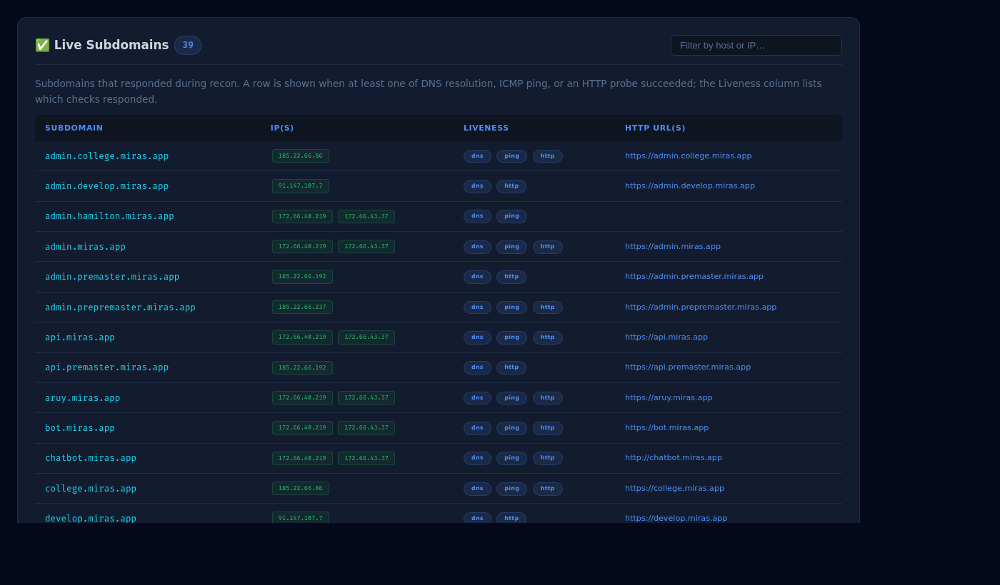 ✅ Live Subdomains 39 Filter by host or IP…
Subdomains that responded during recon. A row is shown when at least one of DNS resolution, ICMP ping, or an HTTP probe succeeded; the Liveness column lists
which checks responded.
SUBDOMAIN IP(S) LIVENESS HTTP URL(S)
admin.college.miras.app 185.22.66.86 dns ping http https://admin.college.miras.app
admin.develop.miras.app 91.147.107.7 dns http https://admin.develop.miras.app
admin.hamilton.miras.app 172.66.40.219 172.66.43.37 dns ping
admin.miras.app 172.66.40.219 172.66.43.37 dns ping http https://admin.miras.app
admin.premaster.miras.app 185.22.66.192 dns http https://admin.premaster.miras.app
admin.prepremaster.miras.app 185.22.66.237 dns ping http https://admin.prepremaster.miras.app
api.miras.app 172.66.40.219 172.66.43.37 dns ping http https://api.miras.app
api.premaster.miras.app 185.22.66.192 dns http https://api.premaster.miras.app
aruy.miras.app 172.66.40.219 172.66.43.37 dns ping http https://aruy.miras.app
bot.miras.app 172.66.40.219 172.66.43.37 dns ping http https://bot.miras.app
chatbot.miras.app 172.66.40.219 172.66.43.37 dns ping http http://chatbot.miras.app
college.miras.app 185.22.66.86 dns ping http https://college.miras.app
develop.miras.app 91.147.107.7 dns http https://develop.miras.app